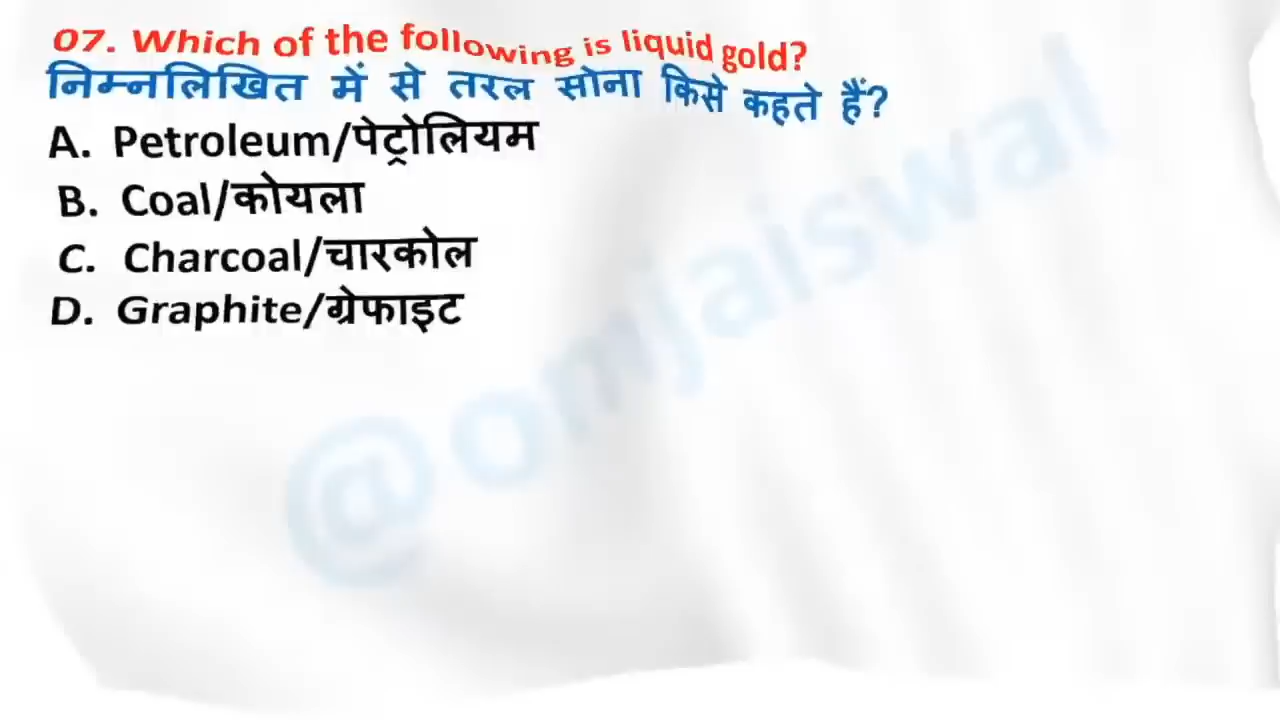 07. Which of the following is liquid gold?
निम्नलिखित में से तरल सोना किसे कहते हैं?
A. Petroleum/पेट्रोलियम
B. Coal/कोयला
C. Charcoal/चारकोल
D. Graphite/ग्रेफाइट
@omjaiswal